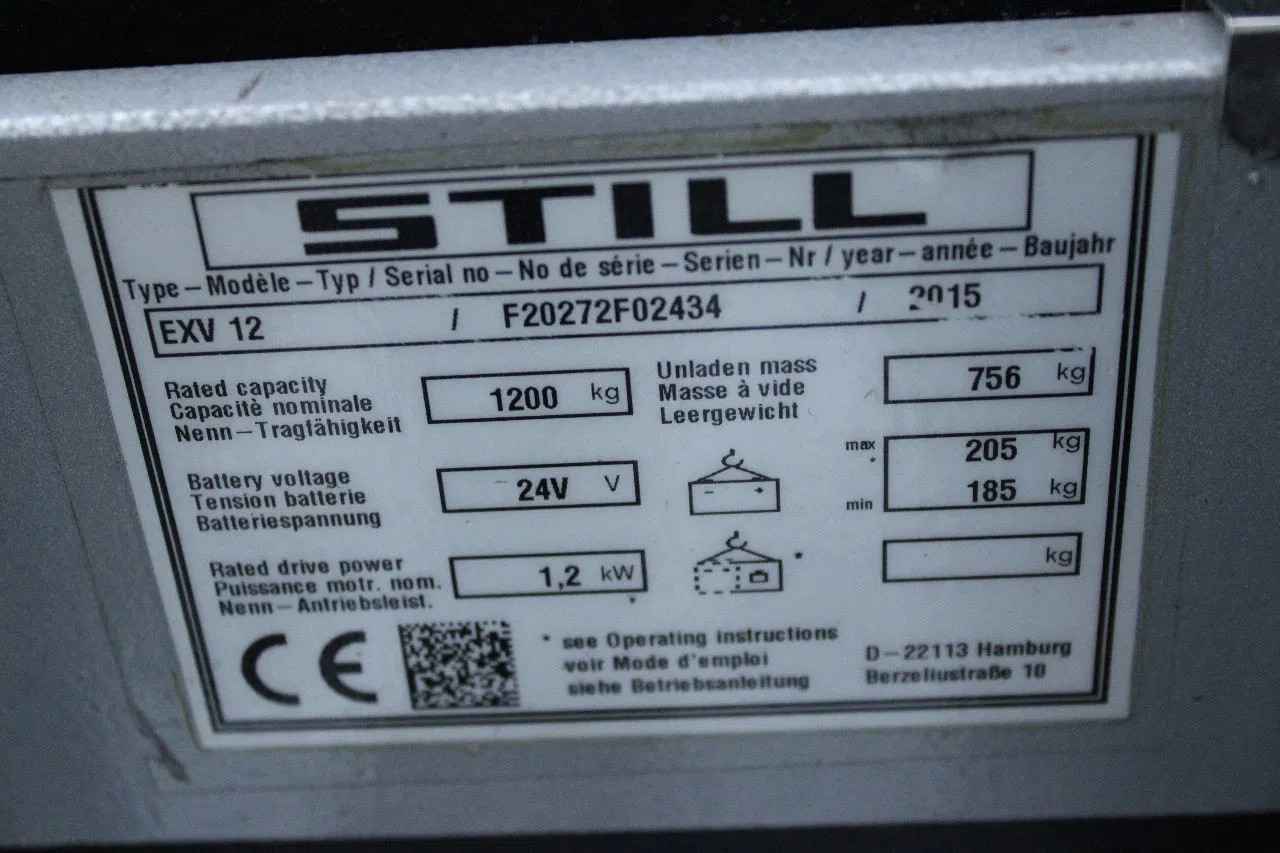 STILL
Type – Modèle – Typ / Serial no – No de série – Serien – Nr / year – année – Baujahr
EXV 12 / F20272F02434 / 2015
Rated capacity
Capacitè nominale
Nenn – Tragfähigkeit
1200 kg
Unladen mass
Masse à vide
Leergewicht
756 kg
Battery voltage
Tension batterie
Batteriespannung
24V V
- +
max
*
205 kg
min
185 kg
Rated drive power
Puissance motr. nom.
Nenn – Antriebsleist.
1,2 kW
*
*
kg
CE
* see Operating instructions
voir Mode d'emploi
siehe Betriebsanleitung
D – 22113 Hamburg
Berzeliustraße 10